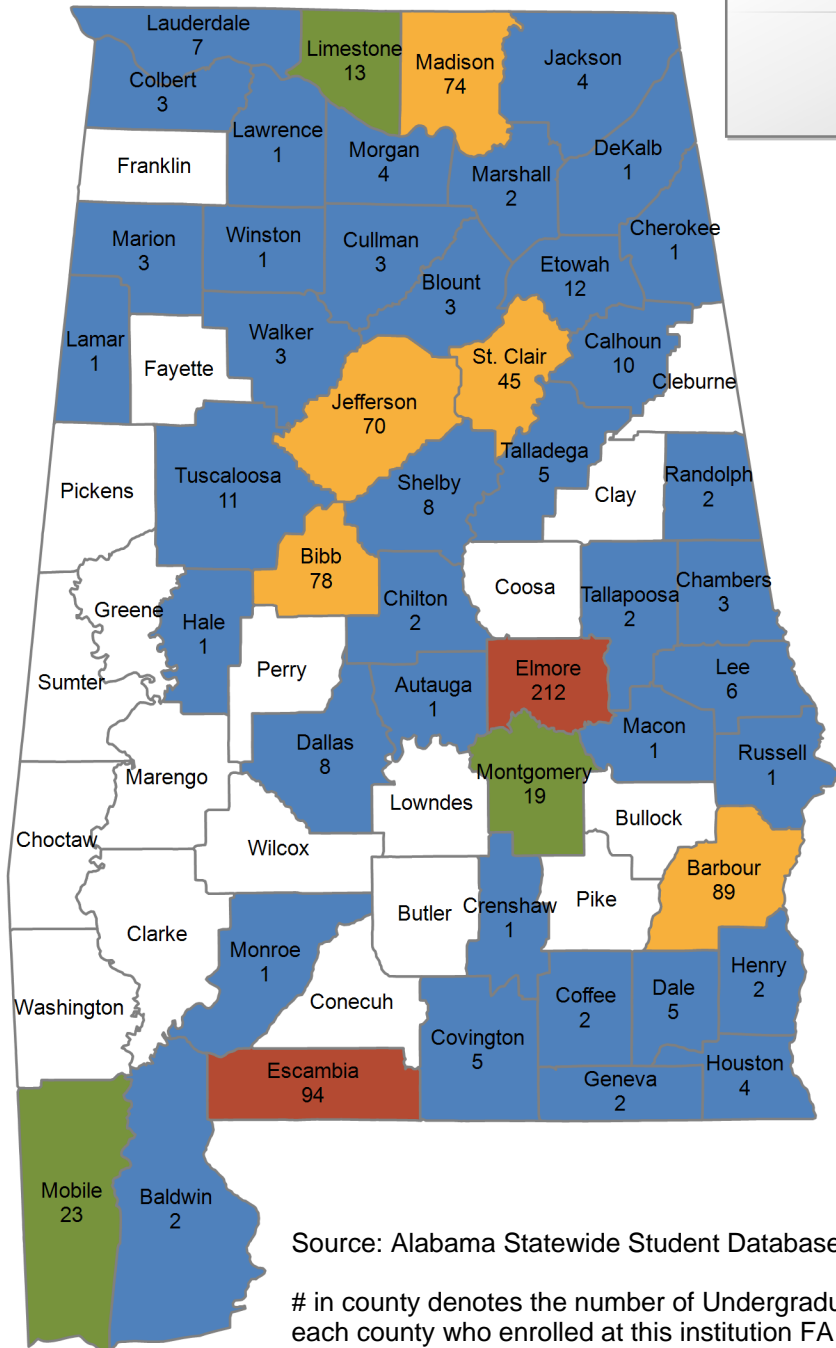 Lauderdale
7
Limestone
13
Madison
74
Jackson
4
Colbert
3
Lawrence
1
Franklin
Morgan
4
Marshall
2
DeKalb
1
Marion
3
Winston
1
Cullman
3
Blount
3
Etowah
12
Cherokee
1
Lamar
1
Fayette
Walker
3
St. Clair
45
Calhoun
10
Cleburne
Jefferson
70
Pickens
Tuscaloosa
11
Shelby
8
Talladega
5
Clay
Randolph
2
Bibb
78
Greene
Hale
1
Chilton
2
Coosa
Tallapoosa
2
Chambers
3
Sumter
Perry
Autauga
1
Elmore
212
Lee
6
Dallas
8
Macon
1
Russell
1
Marengo
Montgomery
19
Lowndes
Bullock
Choctaw
Wilcox
Barbour
89
Clarke
Butler
Crenshaw
1
Pike
Monroe
1
Henry
2
Washington
Conecuh
Covington
5
Coffee
2
Dale
5
Escambia
94
Geneva
2
Houston
4
Mobile
23
Baldwin
2
Source: Alabama Statewide Student Database
# in county denotes the number of Undergradu
each county who enrolled at this institution FA